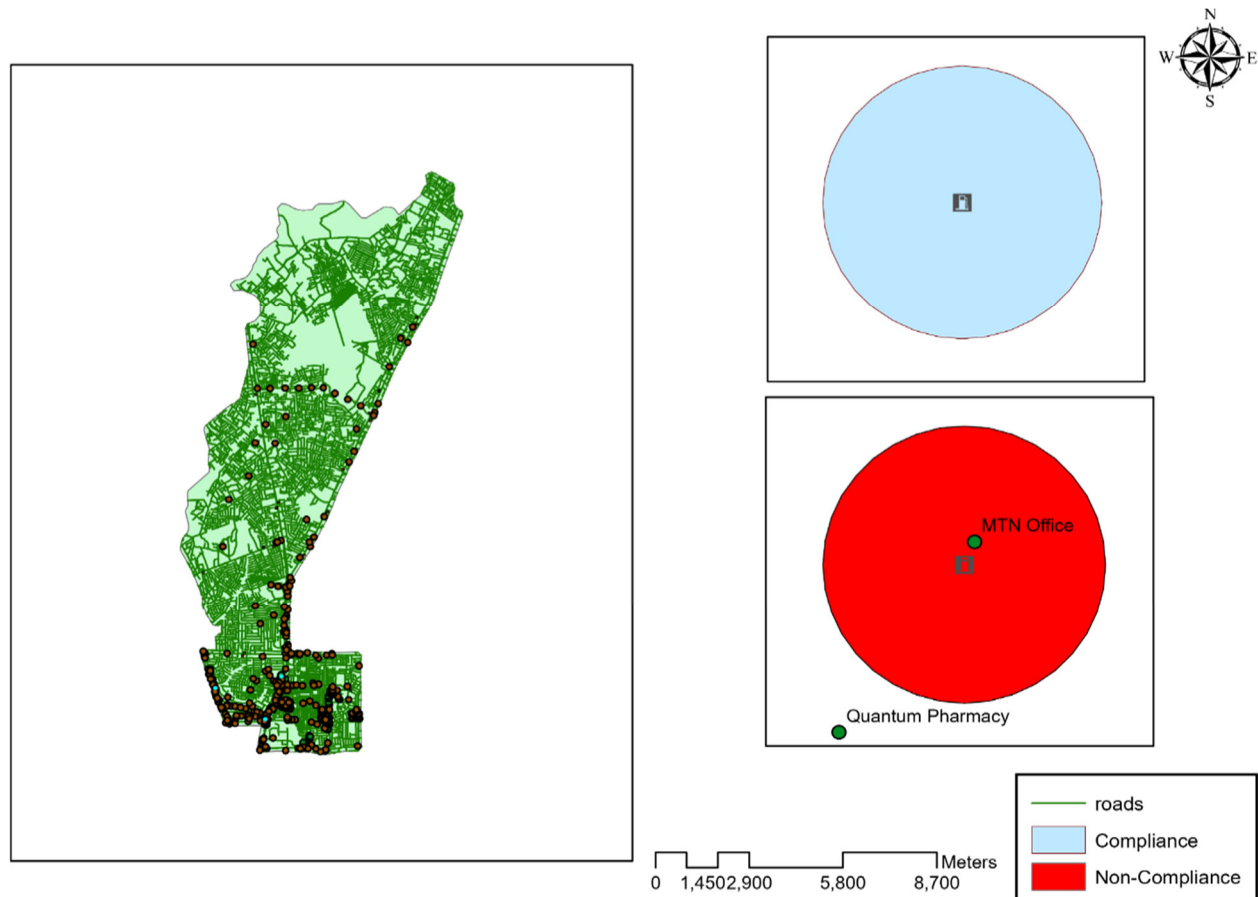 N
W E
S
MTN Office
Quantum Pharmacy
roads
Compliance
Non-Compliance
Meters
0 1,450 2,900 5,800 8,700